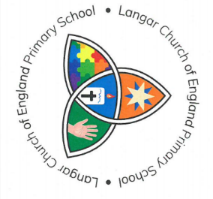 Langar Church of England Primary School • Langar Church of England Primary School •